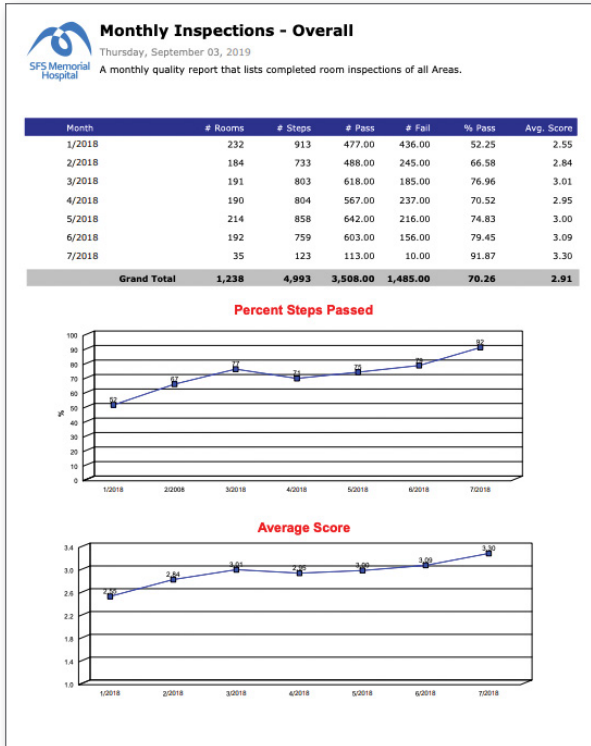 Monthly Inspections - Overall
Thursday, September 03, 2019
SFS Memorial
Hospital
A monthly quality report that lists completed room inspections of all Areas.
Month # Rooms # Steps # Pass # Fail % Pass Avg. Score
1/2018 232 913 477.00 436.00 52.25 2.55
2/2018 184 733 488.00 245.00 66.58 2.84
3/2018 191 803 618.00 185.00 76.96 3.01
4/2018 190 804 567.00 237.00 70.52 2.95
5/2018 214 858 642.00 216.00 74.83 3.00
6/2018 192 759 603.00 156.00 79.45 3.09
7/2018 35 123 113.00 10.00 91.87 3.30
Grand Total 1,238 4,993 3,508.00 1,485.00 70.26 2.91
Percent Steps Passed
100
90
80
70
60
50
40
30
20
10
0
%
52 67 77 71 75 79
1/2018 2/2008 3/2018 4/2018 5/2018 6/2018 7/2018
Average Score
3.4
3.0
2.6
2.2
1.8
1.4
1.0
2.55 2.84 3.01 2.95 3.00 3.09 3.30
1/2018 2/2018 3/2018 4/2018 5/2018 6/2018 7/2018